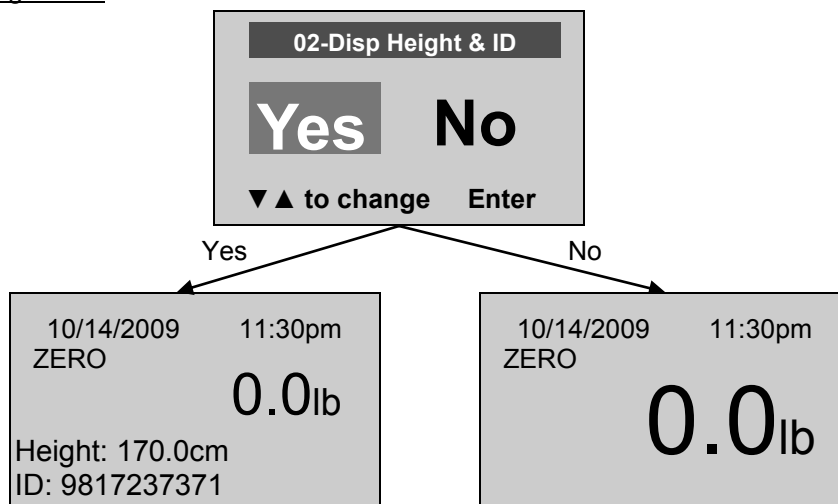 02-Disp Height & ID
Yes No
▼▲ to change Enter
Yes No
10/14/2009 11:30pm
ZERO
0.0lb
Height: 170.0cm
ID: 9817237371
10/14/2009 11:30pm
ZERO
0.0lb